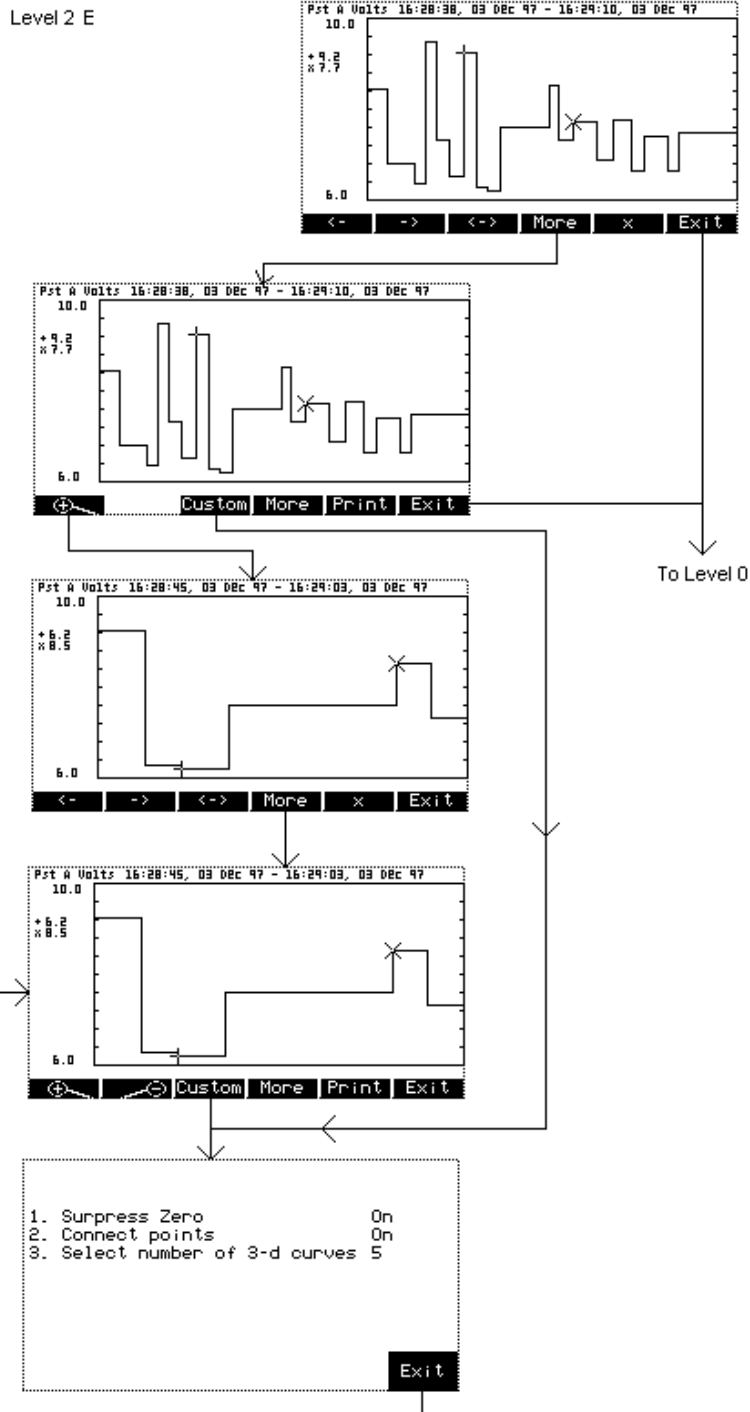 Level 2 E
Pst A Volts 16:28:38, 03 Dec 97 - 16:29:10, 03 Dec 97
10.0
+ 9.2
x 7.7
6.0
<- -> <-> More x Exit
Pst A Volts 16:28:38, 03 Dec 97 - 16:29:10, 03 Dec 97
10.0
+ 9.2
x 7.7
6.0
Custom More Print Exit
To Level 0
Pst A Volts 16:28:45, 03 Dec 97 - 16:29:03, 03 Dec 97
10.0
+ 6.2
x 8.5
6.0
<- -> <-> More x Exit
Pst A Volts 16:28:45, 03 Dec 97 - 16:29:03, 03 Dec 97
10.0
+ 6.2
x 8.5
6.0
Custom More Print Exit
1. Surpress Zero On
2. Connect points On
3. Select number of 3-d curves 5
Exit